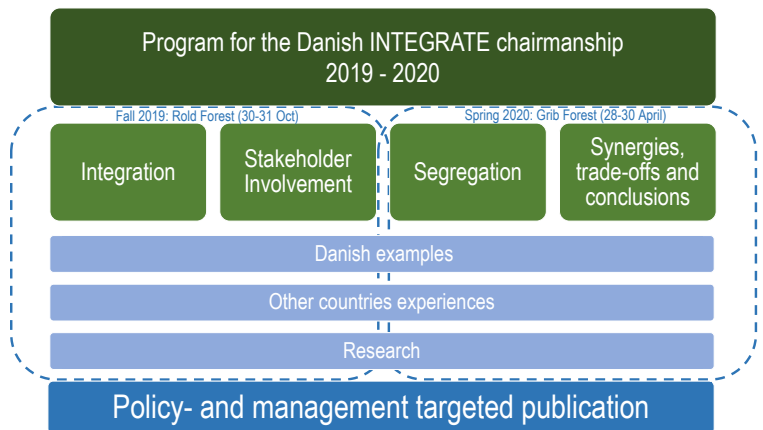 Program for the Danish INTEGRATE chairmanship
2019 - 2020
Fall 2019: Rold Forest (30-31 Oct)
Spring 2020: Grib Forest (28-30 April)
Integration
Stakeholder
Involvement
Segregation
Synergies,
trade-offs and
conclusions
Danish examples
Other countries experiences
Research
Policy- and management targeted publication